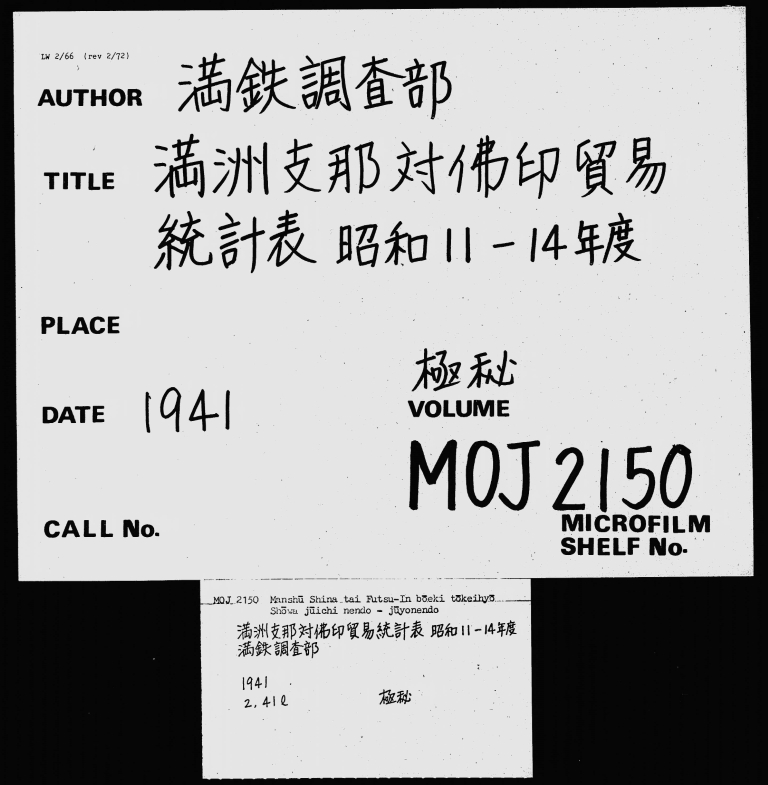 LW 2/66 (rev 2/72)
AUTHOR 満鉄調査部
TITLE 満洲支那対佛印貿易
統計表 昭和11-14年度
PLACE
極秘
DATE 1941
VOLUME
MOJ 2150
CALL No.
MICROFILM
SHELF No.
MOJ 2150 Manshū Shina tai Futsu-In bōeki tōkeihyō
Shōwa jūichi nendo - jūyonendo
満洲支那対佛印貿易統計表 昭和11-14年度
満鉄調査部
1941
2, 41ℓ 極秘